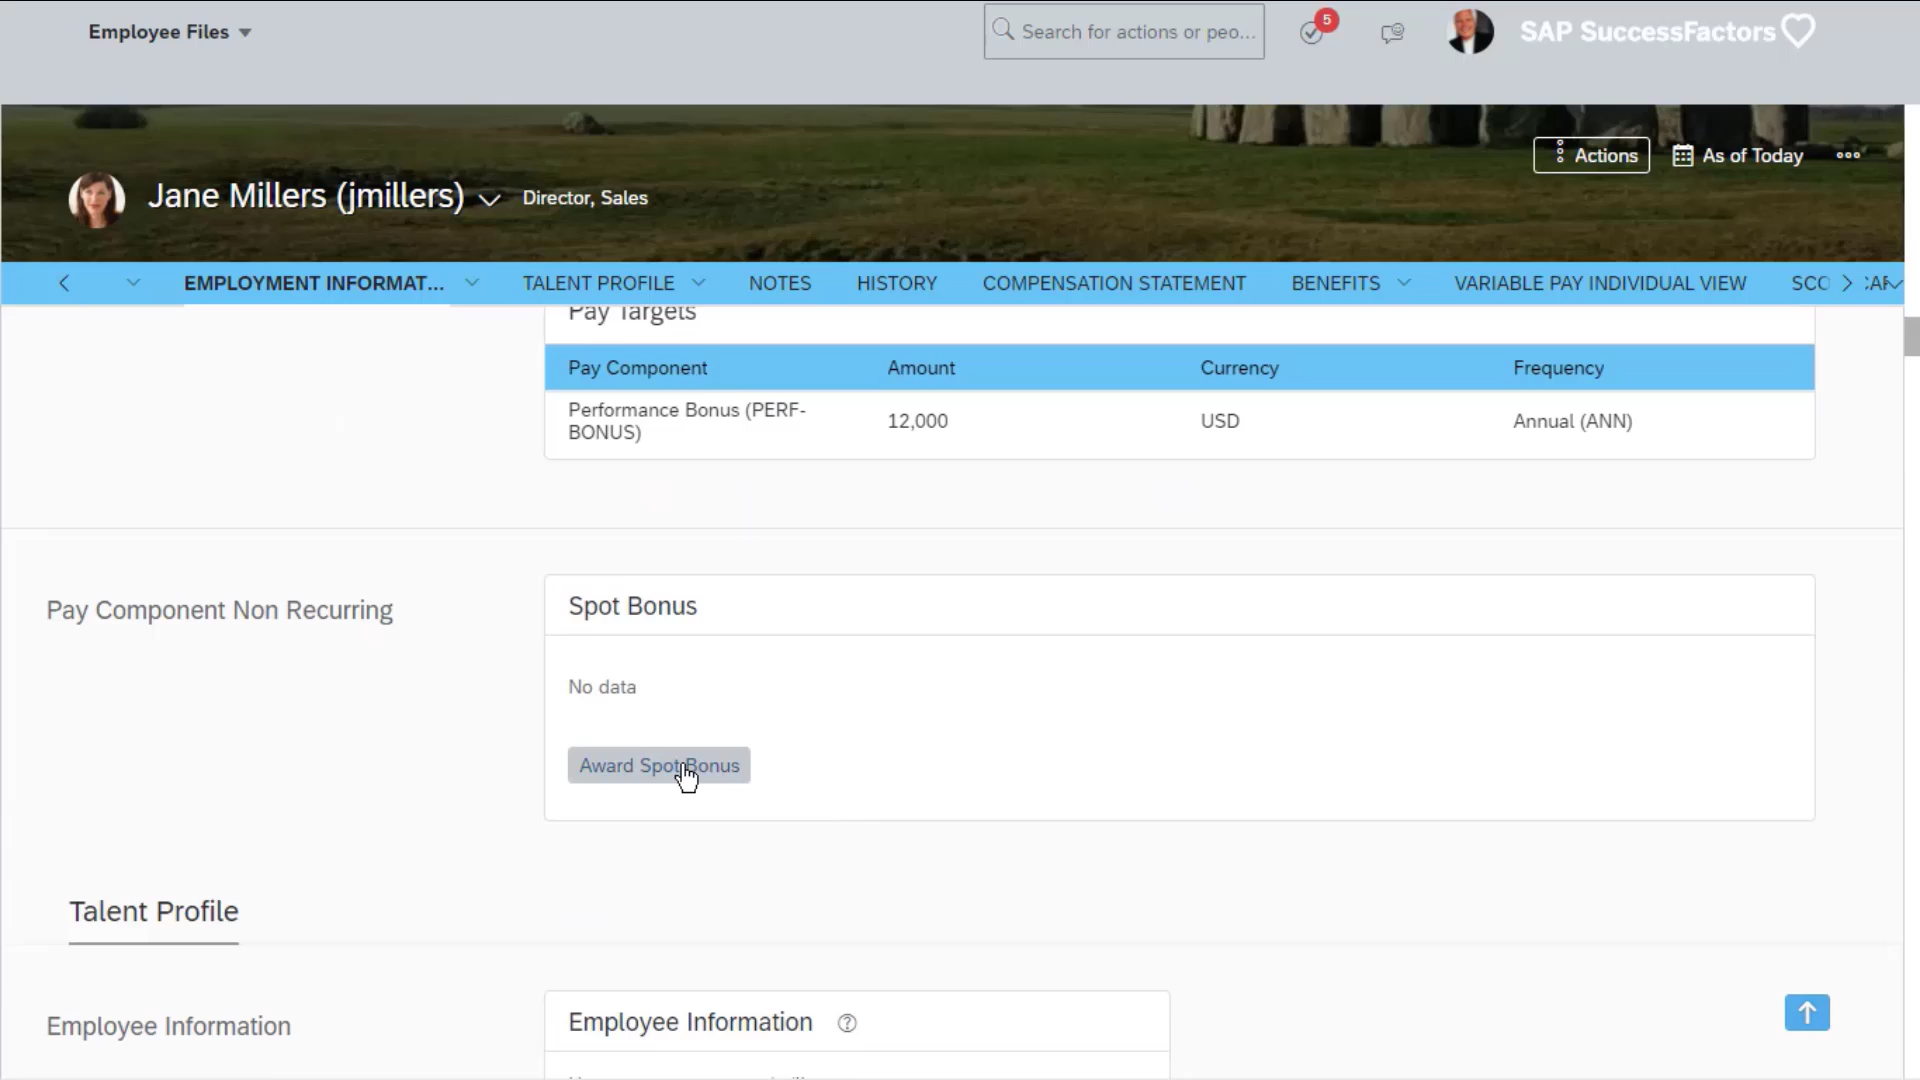 Employee Files
Search for actions or peo...
5
SAP SuccessFactors
Actions
As of Today
Jane Millers (jmillers)
Director, Sales
EMPLOYMENT INFORMAT...
TALENT PROFILE
NOTES
HISTORY
COMPENSATION STATEMENT
BENEFITS
VARIABLE PAY INDIVIDUAL VIEW
Pay Targets
Pay Component Amount Currency Frequency
Performance Bonus (PERF-
BONUS)
12,000 USD Annual (ANN)
Pay Component Non Recurring
Spot Bonus
No data
Award Spot Bonus
Talent Profile
Employee Information
Employee Information